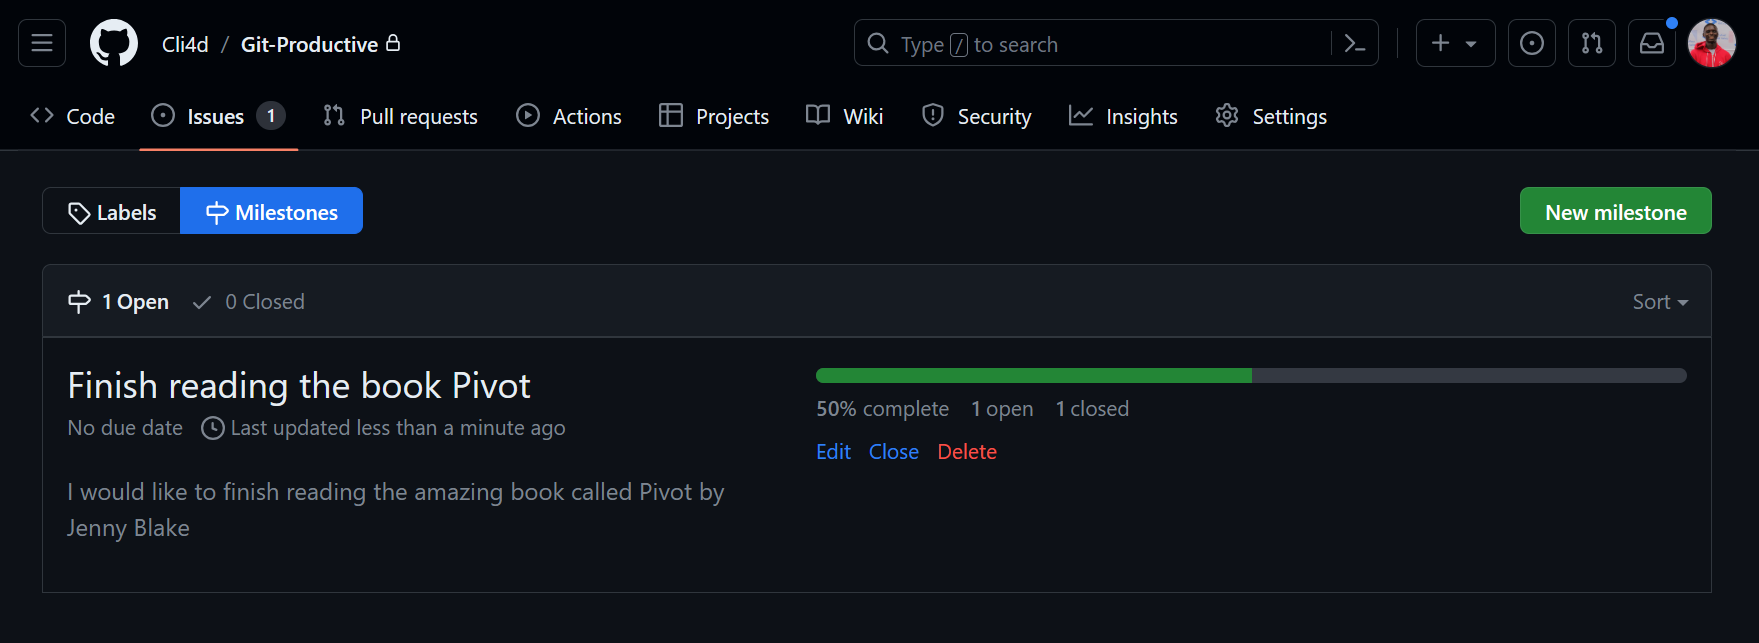 Cli4d / Git-Productive
Type / to search
Code Issues 1 Pull requests Actions Projects Wiki Security Insights Settings
Labels Milestones New milestone
1 Open 0 Closed Sort
Finish reading the book Pivot
No due date Last updated less than a minute ago
I would like to finish reading the amazing book called Pivot by
Jenny Blake
50% complete 1 open 1 closed
Edit Close Delete